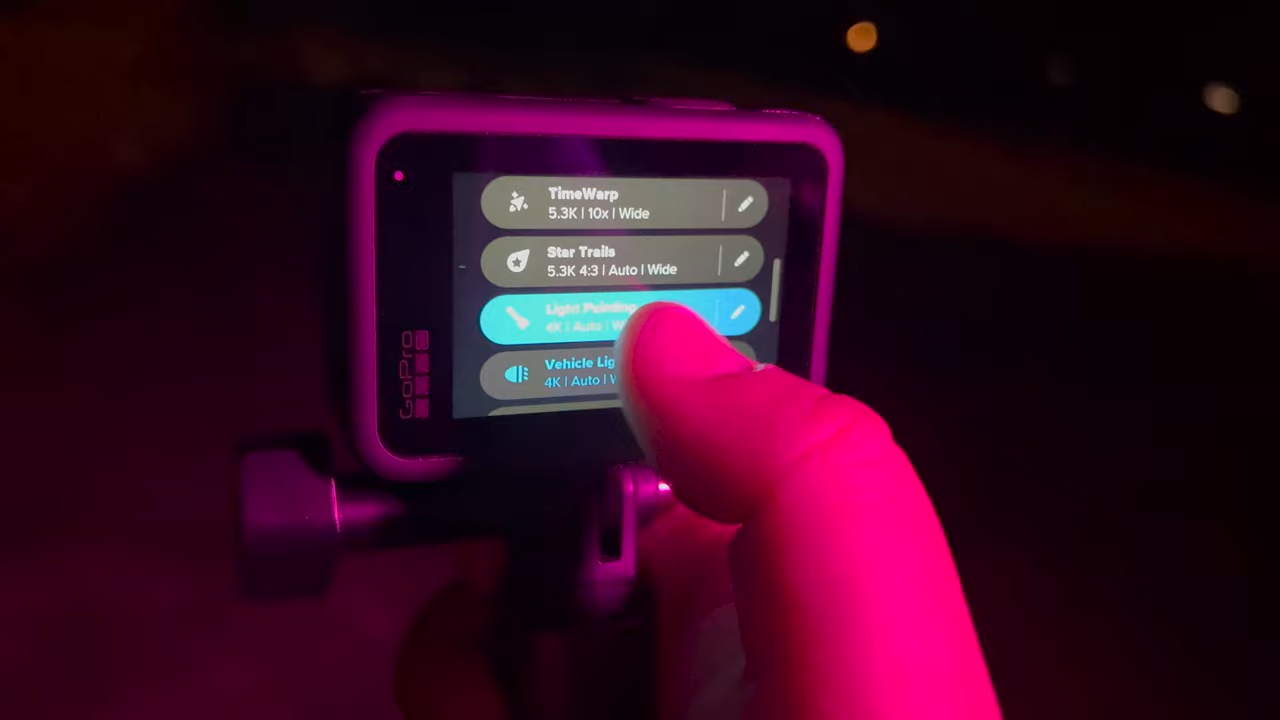 TimeWarp
5.3K | 10x | Wide
Star Trails
5.3K 4:3 | Auto | Wide
Light Painting
4K | Auto | W
Vehicle Lig
4K | Auto | W
GoPro